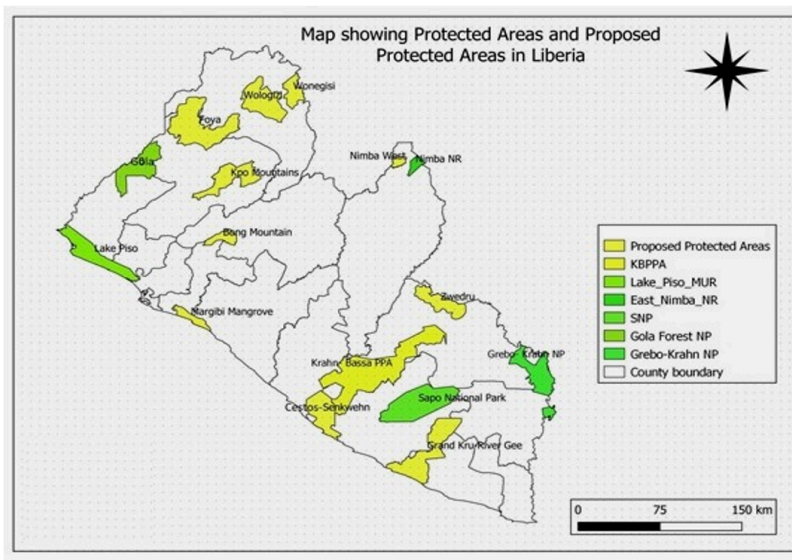 Map showing Protected Areas and Proposed
Protected Areas in Liberia
Wonegisi
Wologizi
Foya
Gola
Kpo Mountains
Nimba West
Nimba NR
Bong Mountain
Lake Piso
Margibi Mangrove
Zwedru
Krahn- Bassa PPA
Grebo- Krahn NP
Sapo National Park
Cestos-Senkwehn
Grand Kru-River Gee
Proposed Protected Areas
KBPPA
Lake_Piso_MUR
East_Nimba_NR
SNP
Gola Forest NP
Grebo-Krahn NP
County boundary
0 75 150 km